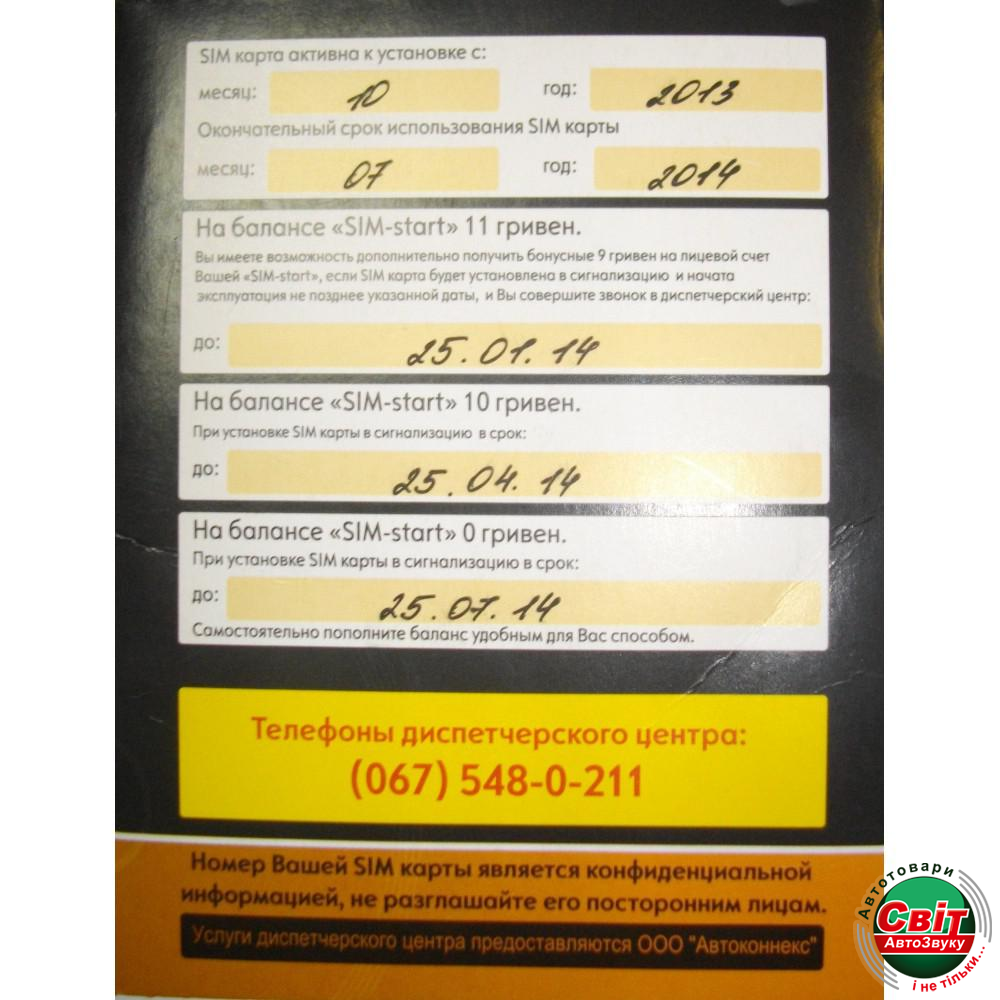 SIM карта активна к установке с:
месяц: 10 год: 2013
Окончательный срок использования SIM карты
месяц: 07 год: 2014
На балансе «SIM-start» 11 гривен.
Вы имеете возможность дополнительно получить бонусные 9 гривен на лицевой счет
Вашей «SIM-start», если SIM карта будет установлена в сигнализацию и начата
эксплуатация не позднее указанной даты, и Вы совершите звонок в диспетчерский центр:
до: 25.01.14
На балансе «SIM-start» 10 гривен.
При установке SIM карты в сигнализацию в срок:
до: 25.04.14
На балансе «SIM-start» 0 гривен.
При установке SIM карты в сигнализацию в срок:
до: 25.07.14
Самостоятельно пополните баланс удобным для Вас способом.
Телефоны диспетчерского центра:
(067) 548-0-211
Номер Вашей SIM карты является конфиденциальной
информацией, не разглашайте его посторонним лицам.
Услуги диспетчерского центра предоставляются ООО "Автоконнекс"
Автотовари
СвіТ
АвтоЗвуку
і не тільки...